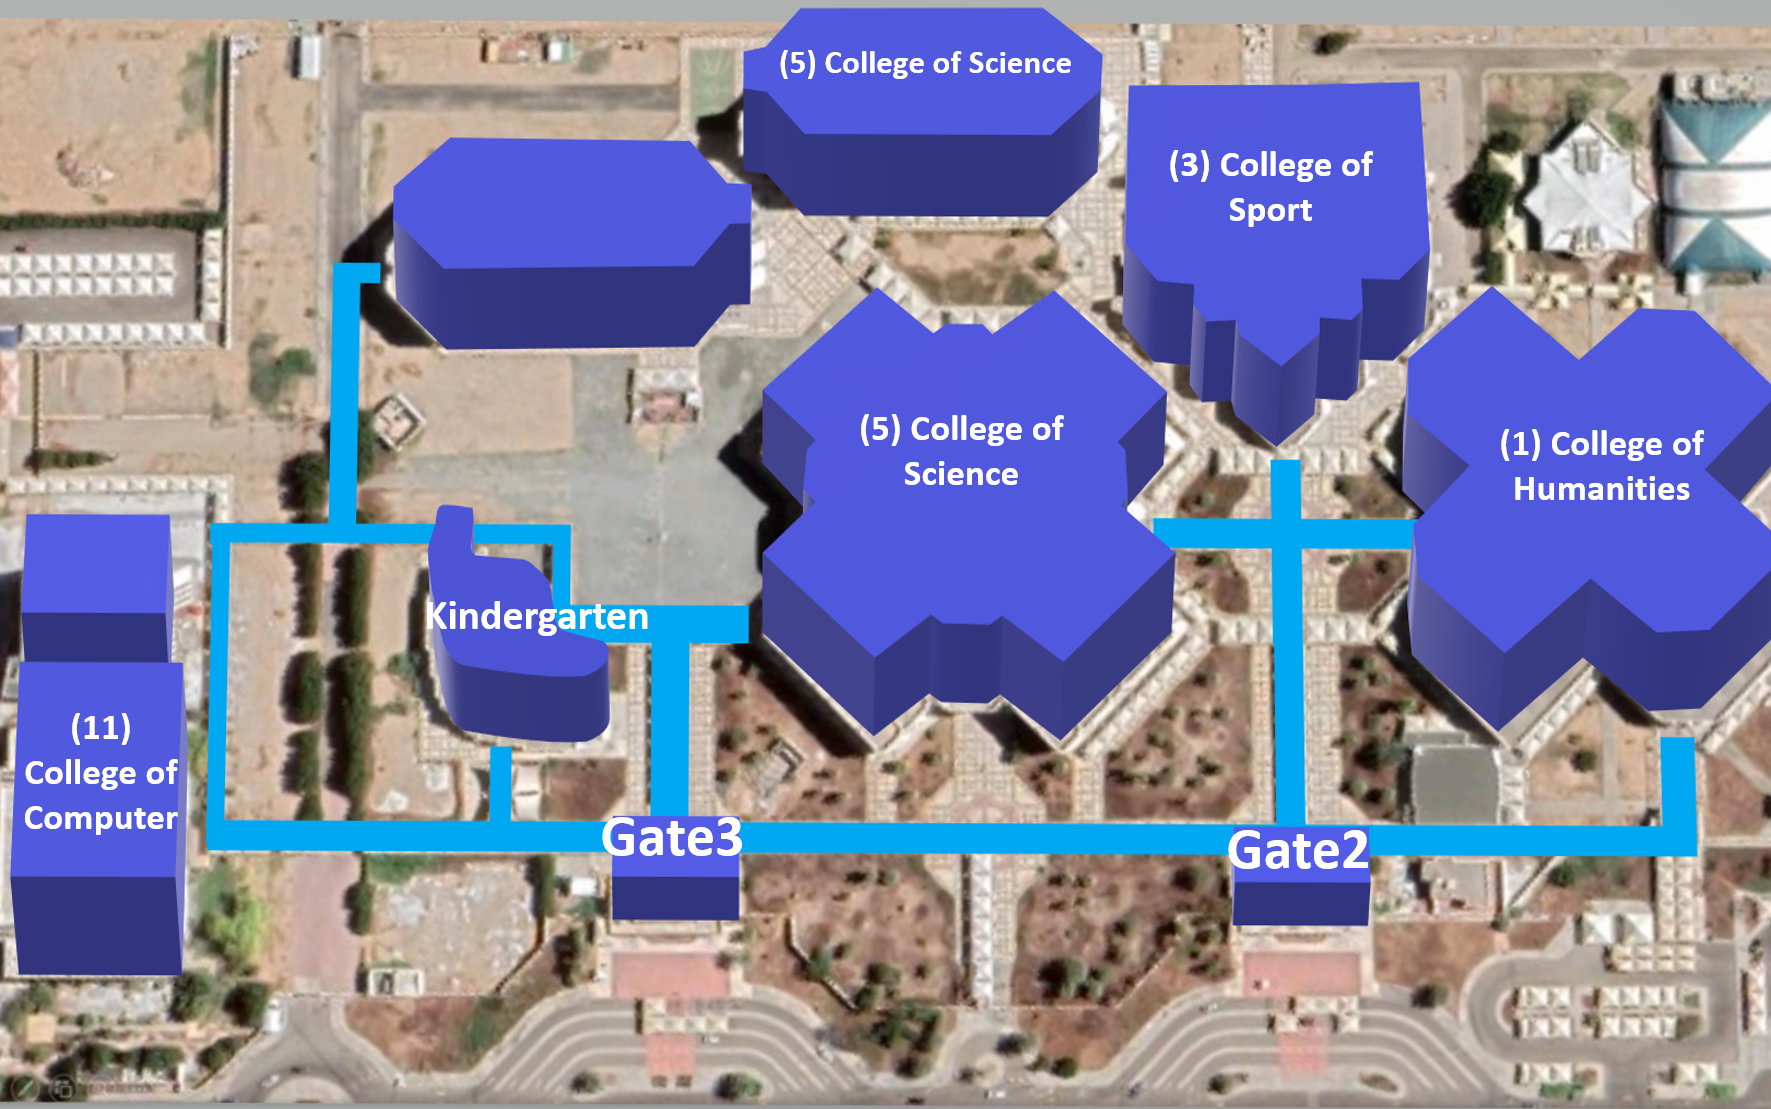 (5) College of Science
(3) College of
Sport
(5) College of
Science
(1) College of
Humanities
Kindergarten
(11)
College of
Computer
Gate3
Gate2